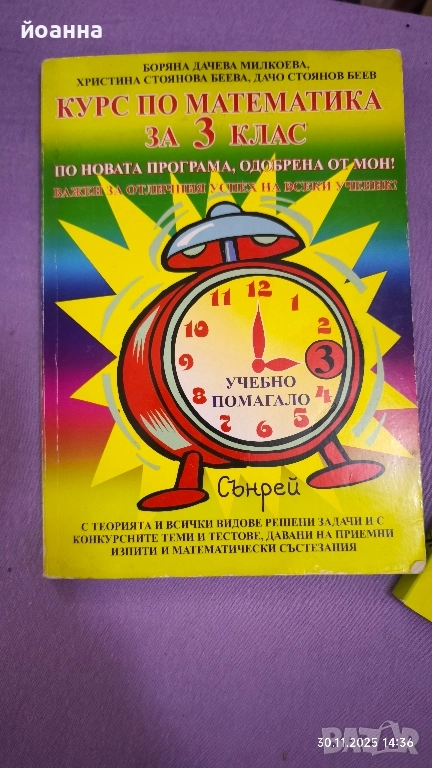 йоанна
БОРЯНА ДАЧЕВА МИЛКОЕВА,
ХРИСТИНА СТОЯНОВА БЕЕВА, ДАЧО СТОЯНОВ БЕЕВ
КУРС ПО МАТЕМАТИКА
ЗА 3 КЛАС
ПО НОВАТА ПРОГРАМА, ОДОБРЕНА ОТ МОН!
ВАЖЕН ЗА ОТЛИЧНИЯ УСПЕХ НА ВСЕКИ УЧЕНИК!
12
11 1
10 2
9 3
УЧЕБНО
ПОМАГАЛО
8 4
7 5
6
Сънрей
С ТЕОРИЯТА И ВСИЧКИ ВИДОВЕ РЕШЕНИ ЗАДАЧИ И С
КОНКУРСНИТЕ ТЕМИ И ТЕСТОВЕ, ДАВАНИ НА ПРИЕМНИ
ИЗПИТИ И МАТЕМАТИЧЕСКИ СЪСТЕЗАНИЯ
BAZAR
30.11.2025 14:36